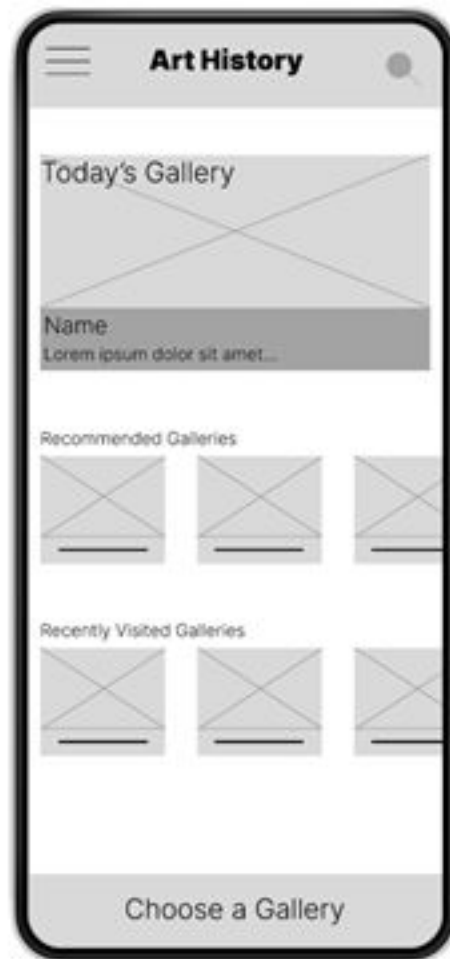 Art History
Today's Gallery
Name
Lorem ipsum dolor sit amet...
Recommended Galleries
Recently Visited Galleries
Choose a Gallery